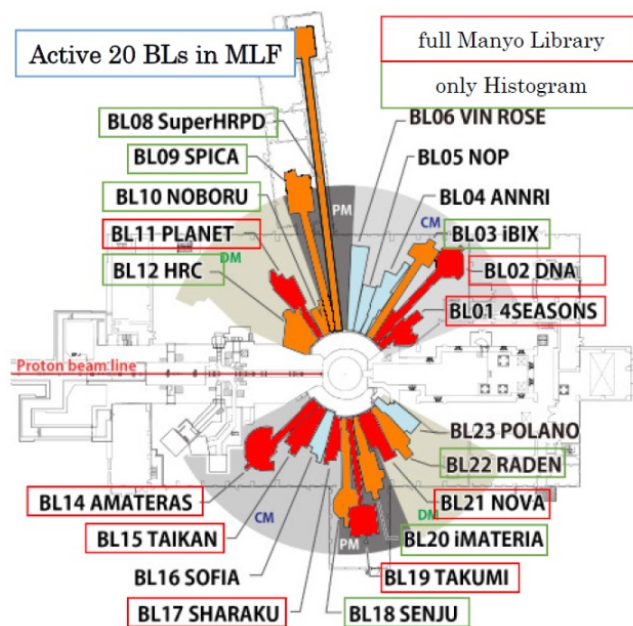 Active 20 BLs in MLF
full Manyo Library
only Histogram
BL06 VIN ROSE
BL08 SuperHRPD
BL05 NOP
BL09 SPICA
BL04 ANNRI
BL10 NOBORU
PM
CM
BL03 iBIX
BL11 PLANET
BL02 DNA
DM
BL12 HRC
BL01 4SEASONS
Proton beam line
BL23 POLANO
BL22 RADEN
BL14 AMATERAS
BL21 NOVA
CM
DM
BL15 TAIKAN
BL20 iMATERIA
PM
BL16 SOFIA
BL19 TAKUMI
BL17 SHARAKU
BL18 SENJU